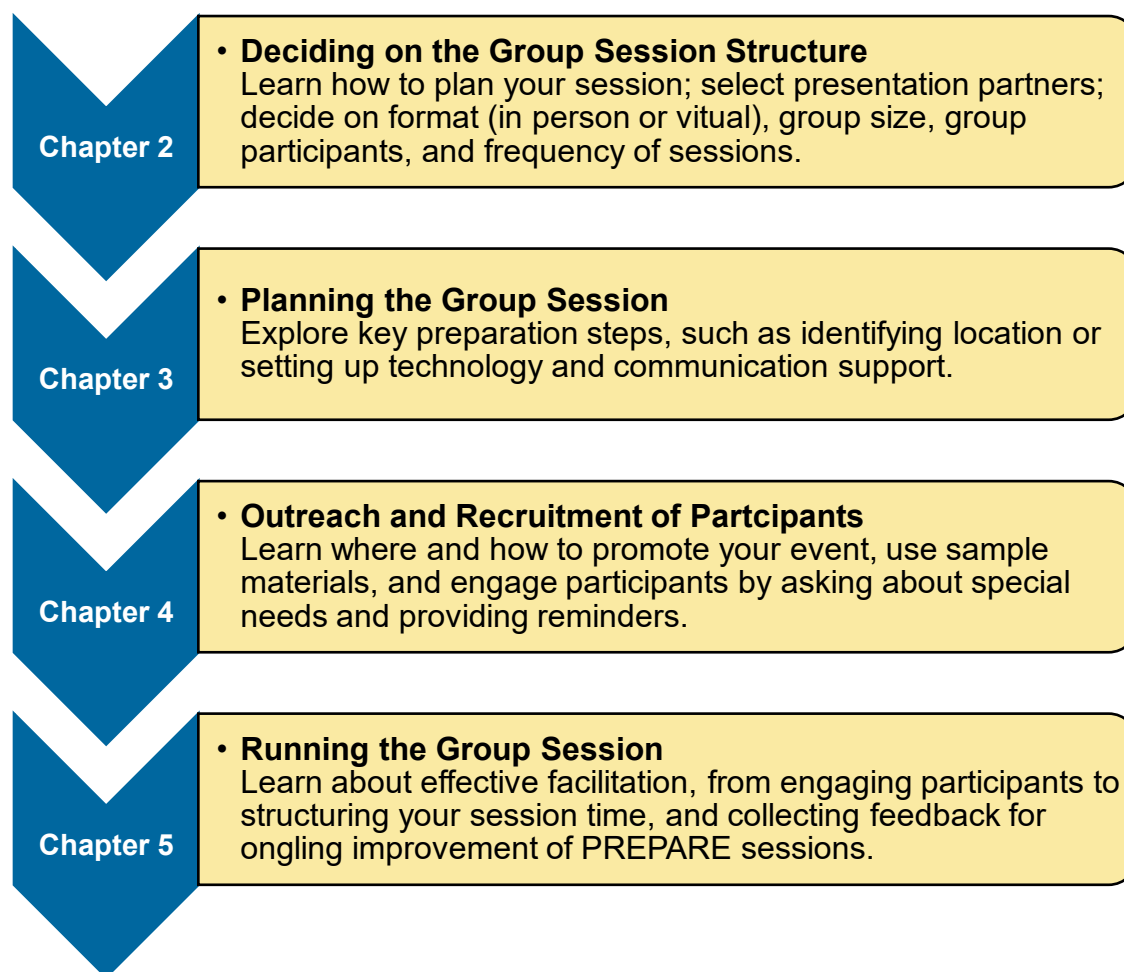 Chapter 2
• Deciding on the Group Session Structure
Learn how to plan your session; select presentation partners;
decide on format (in person or vitual), group size, group
participants, and frequency of sessions.
Chapter 3
• Planning the Group Session
Explore key preparation steps, such as identifying location or
setting up technology and communication support.
Chapter 4
• Outreach and Recruitment of Partcipants
Learn where and how to promote your event, use sample
materials, and engage participants by asking about special
needs and providing reminders.
Chapter 5
• Running the Group Session
Learn about effective facilitation, from engaging participants to
structuring your session time, and collecting feedback for
ongling improvement of PREPARE sessions.